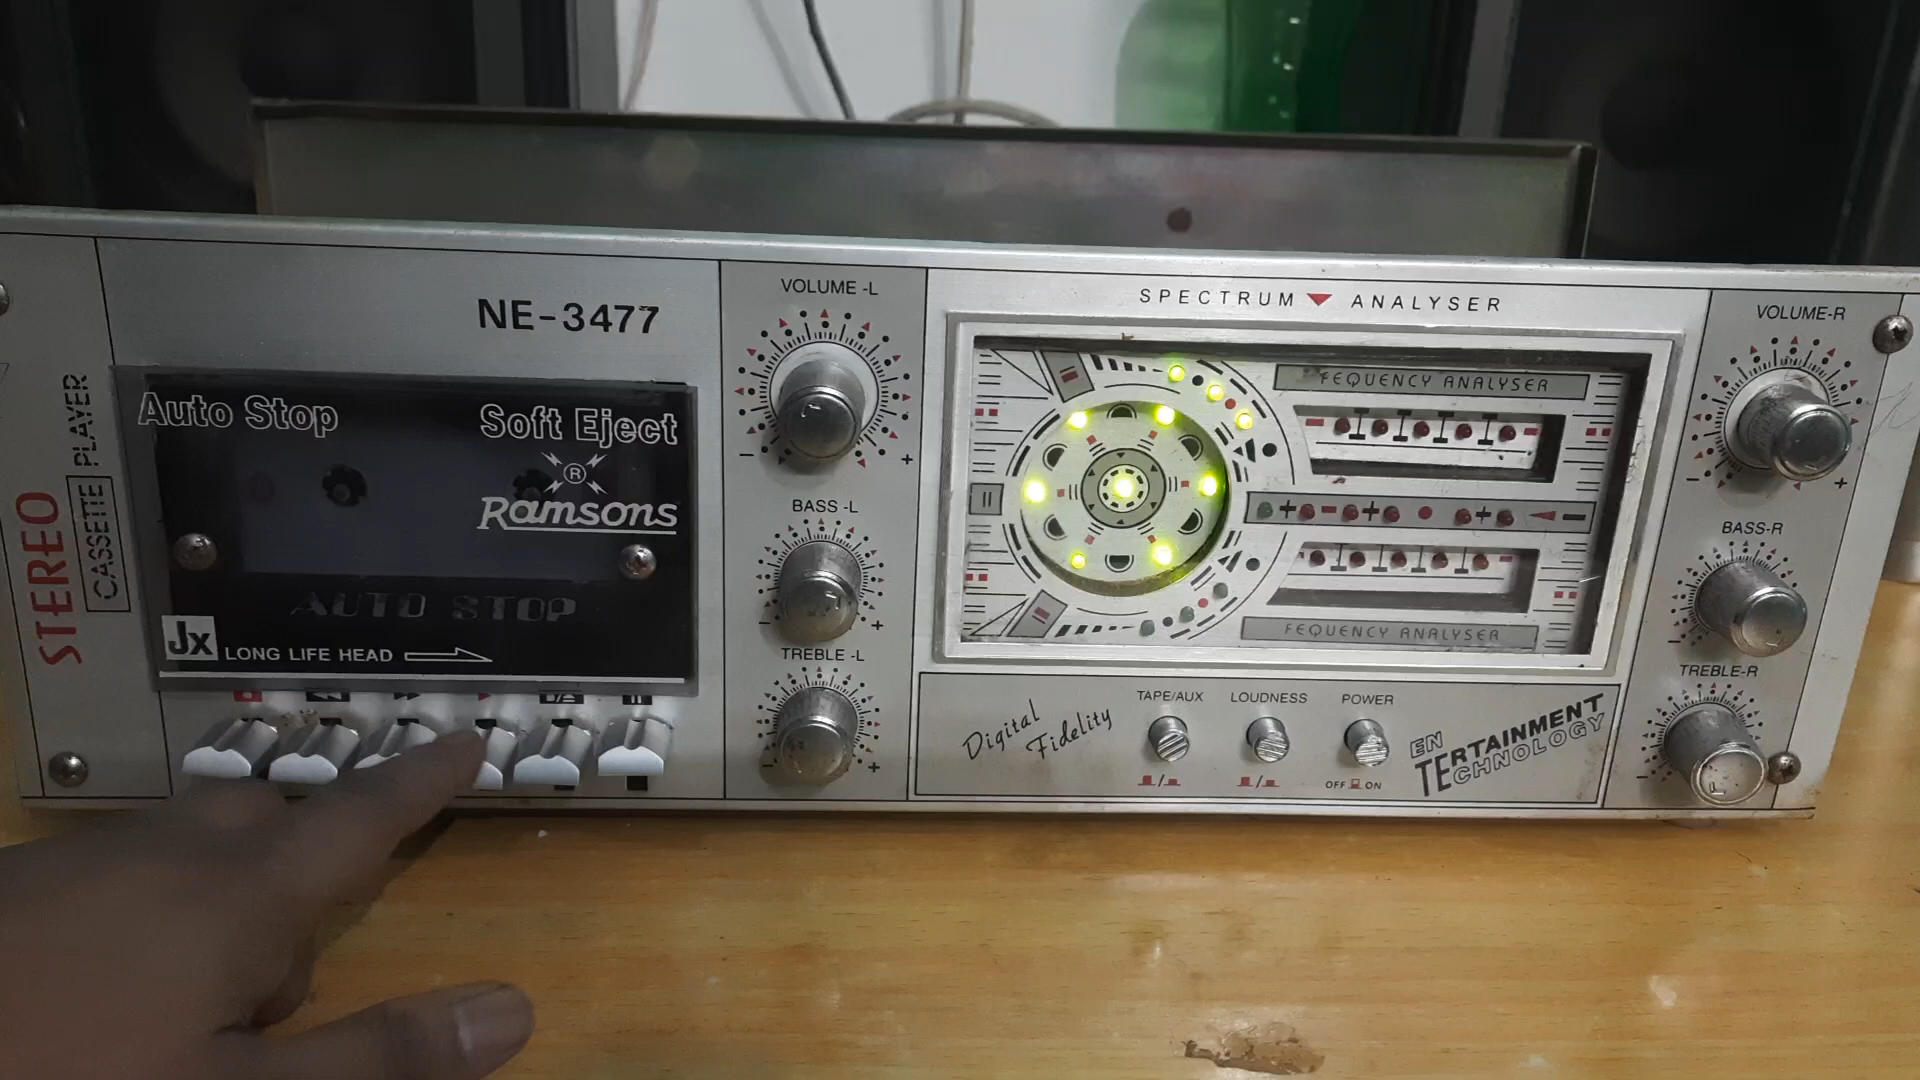 STEREO
CASSETTE PLAYER
NE-3477
Auto Stop
Soft Eject
R
Ramsons
AUTO STOP
Jx LONG LIFE HEAD
VOLUME -L
- +
BASS -L
- +
TREBLE -L
- +
SPECTRUM ANALYSER
FEQUENCY ANALYSER
FEQUENCY ANALYSER
Digital
Fidelity
TAPE/AUX
LOUDNESS
POWER
OFF ON
ENTERTAINMENT
TECHNOLOGY
VOLUME-R
- +
BASS-R
- +
TREBLE-R
- +